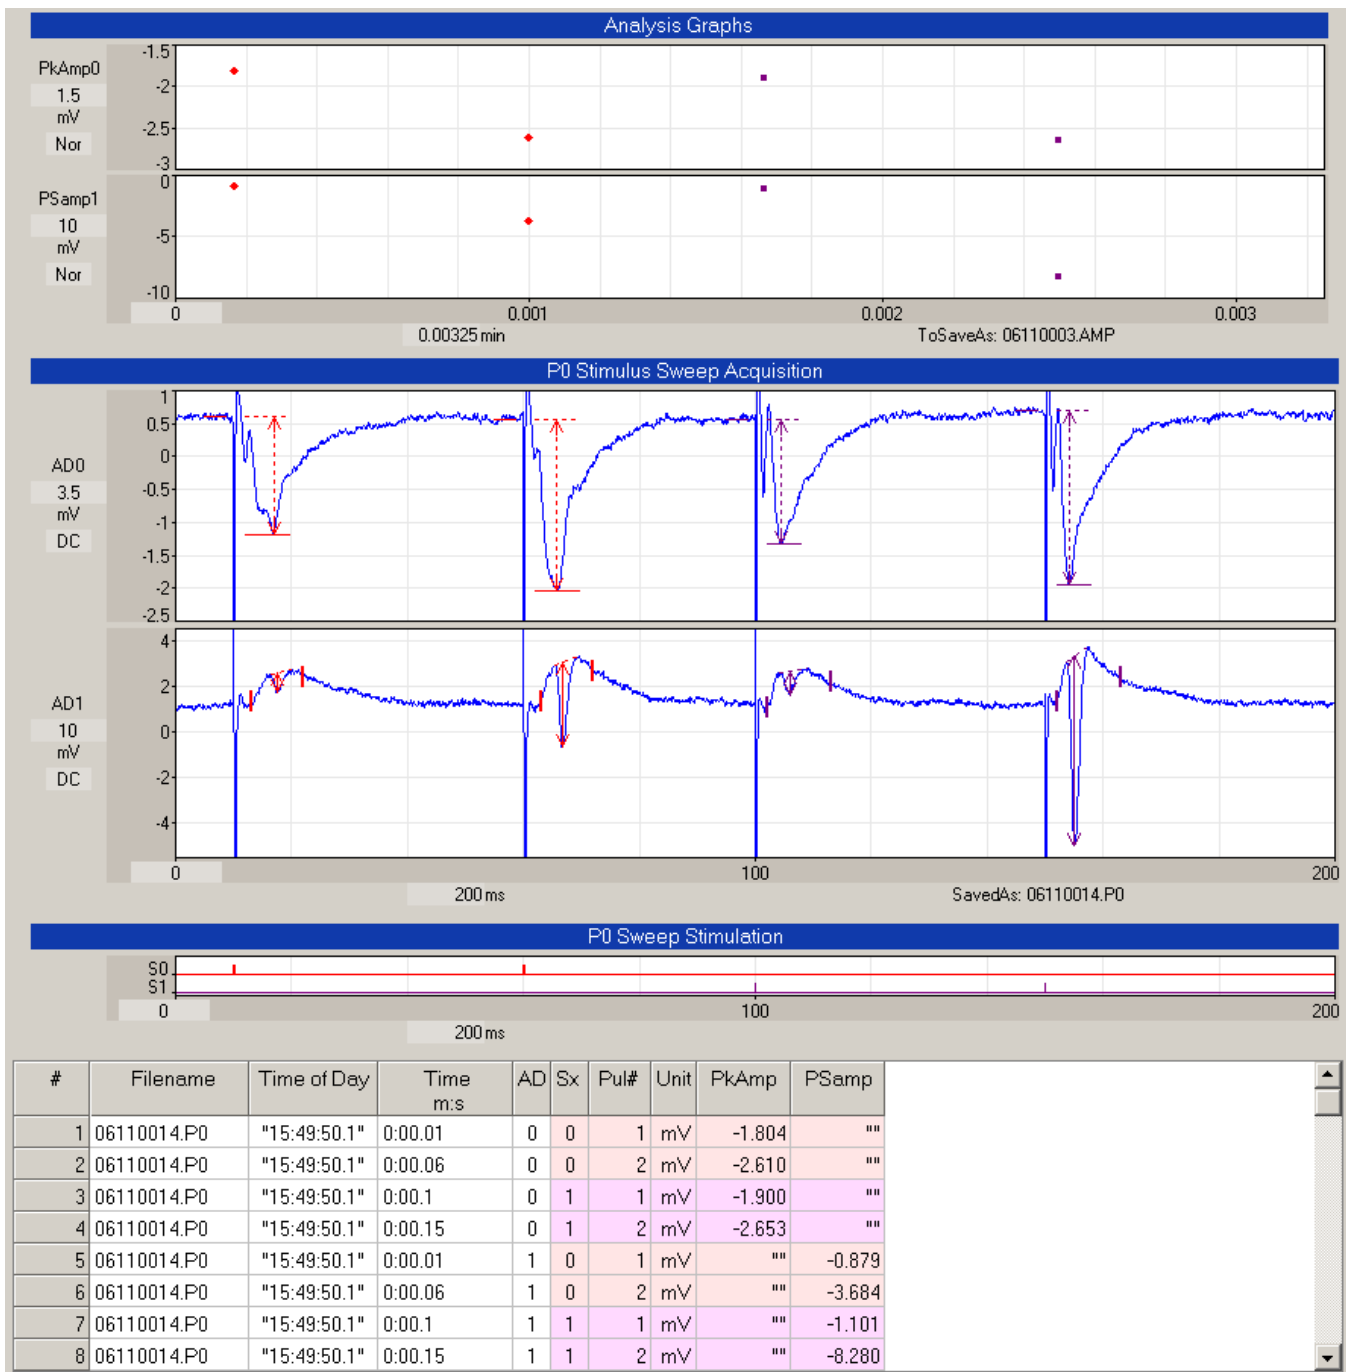 Analysis Graphs
PkAmp0
1.5
mV
Nor
-1.5
-2
-2.5
-3
PSamp1
10
mV
Nor
0
-5
-10
0 0.001 0.002 0.003
0.00325 min ToSaveAs: 06110003.AMP
P0 Stimulus Sweep Acquisition
AD0
3.5
mV
DC
1
0.5
0
-0.5
-1
-1.5
-2
-2.5
AD1
10
mV
DC
4
2
0
-2
-4
0 100 200
200 ms SavedAs: 06110014.P0
P0 Sweep Stimulation
S0
S1
0 100 200
200 ms
# Filename Time of Day Time m:s AD Sx Pul# Unit PkAmp PSamp
1 06110014.P0 "15:49:50.1" 0:00.01 0 0 1 mV -1.804 ""
2 06110014.P0 "15:49:50.1" 0:00.06 0 0 2 mV -2.610 ""
3 06110014.P0 "15:49:50.1" 0:00.1 0 1 1 mV -1.900 ""
4 06110014.P0 "15:49:50.1" 0:00.15 0 1 2 mV -2.653 ""
5 06110014.P0 "15:49:50.1" 0:00.01 1 0 1 mV "" -0.879
6 06110014.P0 "15:49:50.1" 0:00.06 1 0 2 mV "" -3.684
7 06110014.P0 "15:49:50.1" 0:00.1 1 1 1 mV "" -1.101
8 06110014.P0 "15:49:50.1" 0:00.15 1 1 2 mV "" -8.280